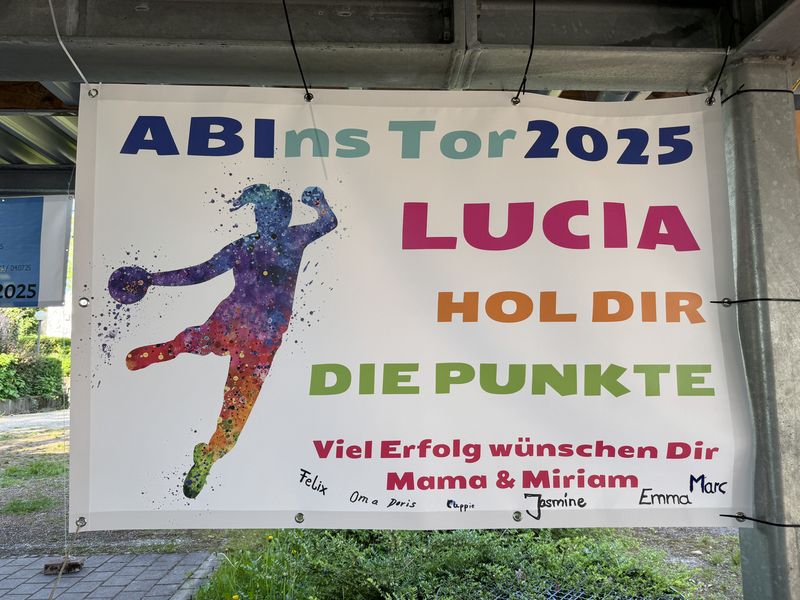 ABIns Tor 2025
LUCIA
HOL DIR
DIE PUNKTE
Viel Erfolg wünschen Dir
Mama & Miriam
Felix Oma Doris Jasmine Emma Marc
2025